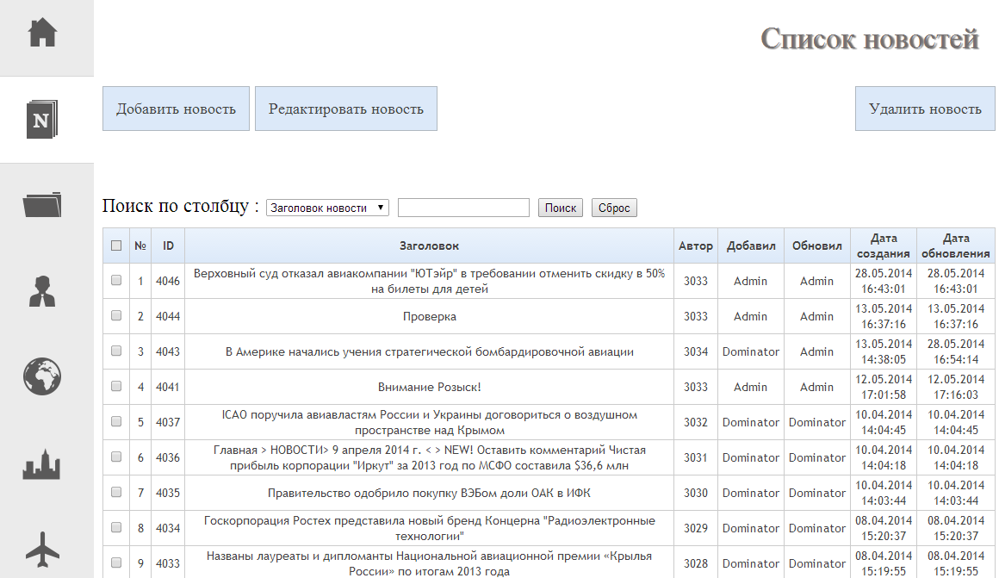 Список новостей
N
Добавить новость Редактировать новость Удалить новость
Поиск по столбцу : Заголовок новости Поиск Сброс
№ ID Заголовок Автор Добавил Обновил Дата создания Дата обновления
1 4046 Верховный суд отказал авиакомпании "ЮТэйр" в требовании отменить скидку в 50% на билеты для детей 3033 Admin Admin 28.05.2014 16:43:01 28.05.2014 16:43:01
2 4044 Проверка 3033 Admin Admin 13.05.2014 16:37:16 13.05.2014 16:37:16
3 4043 В Америке начались учения стратегической бомбардировочной авиации 3034 Dominator Admin 13.05.2014 14:38:05 28.05.2014 16:54:14
4 4041 Внимание Розыск! 3033 Admin Admin 12.05.2014 17:01:58 12.05.2014 17:16:03
5 4037 ICAO поручила авиавластям России и Украины договориться о воздушном пространстве над Крымом 3032 Dominator Dominator 10.04.2014 14:04:45 10.04.2014 14:04:45
6 4036 Главная > НОВОСТИ> 9 апреля 2014 г. < > NEW! Оставить комментарий Чистая прибыль корпорации "Иркут" за 2013 год по МСФО составила $36,6 млн 3031 Dominator Dominator 10.04.2014 14:04:18 10.04.2014 14:04:18
7 4035 Правительство одобрило покупку ВЭБом доли ОАК в ИФК 3030 Dominator Dominator 10.04.2014 14:03:44 10.04.2014 14:03:44
8 4034 Госкорпорация Ростех представила новый бренд Концерна "Радиоэлектронные технологии" 3029 Dominator Dominator 08.04.2014 15:20:37 08.04.2014 15:20:37
9 4033 Названы лауреаты и дипломанты Национальной авиационной премии «Крылья России» по итогам 2013 года 3028 Dominator Dominator 08.04.2014 15:19:55 08.04.2014 15:19:55